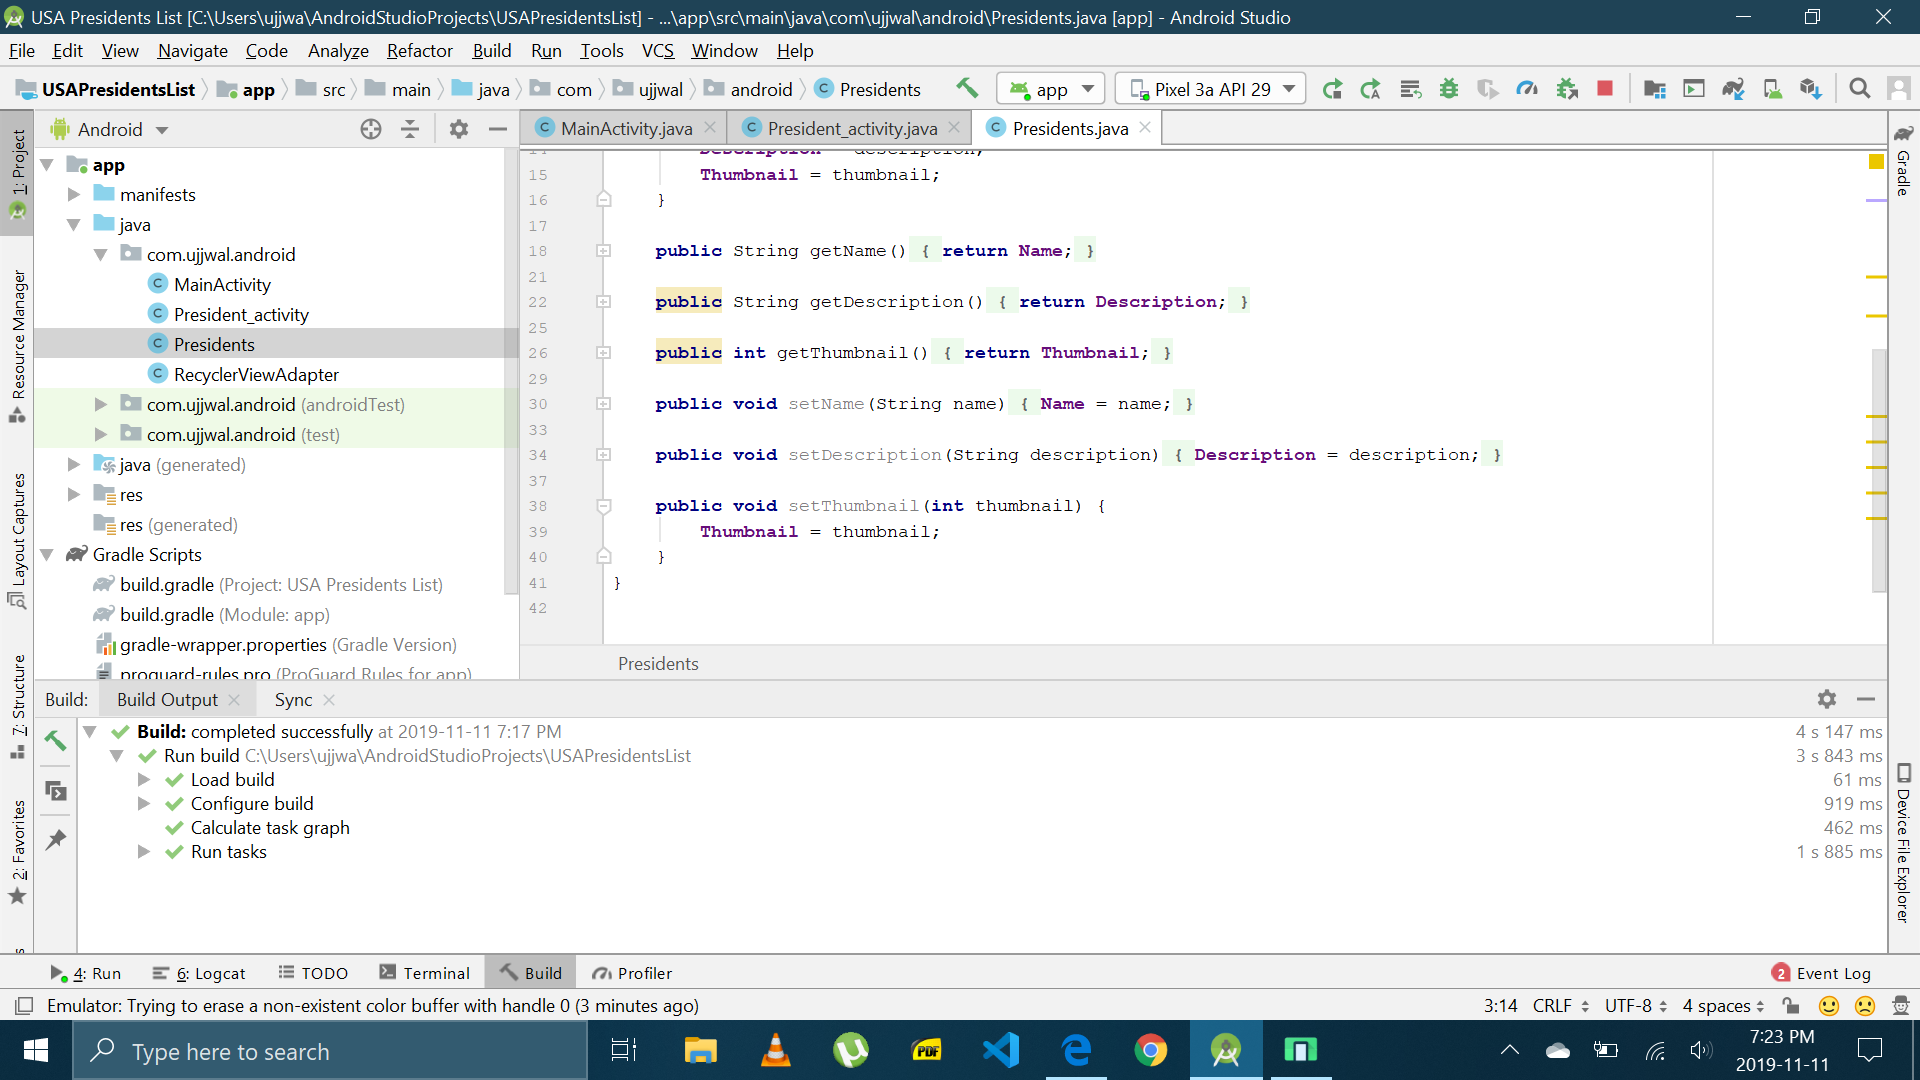 USA Presidents List [C:\Users\ujjwa\AndroidStudioProjects\USAPresidentsList] - ...\app\src\main\java\com\ujjwal\android\Presidents.java [app] - Android Studio
File Edit View Navigate Code Analyze Refactor Build Run Tools VCS Window Help
USAPresidentsList app src main java com ujjwal android Presidents app Pixel 3a API 29
Android
MainActivity.java President_activity.java Presidents.java
1: Project
Resource Manager
Layout Captures
7: Structure
2: Favorites
app
manifests
java
com.ujjwal.android
MainActivity
President_activity
Presidents
RecyclerViewAdapter
com.ujjwal.android (androidTest)
com.ujjwal.android (test)
java (generated)
res
res (generated)
Gradle Scripts
build.gradle (Project: USA Presidents List)
build.gradle (Module: app)
gradle-wrapper.properties (Gradle Version)
proguard-rules.pro (ProGuard Rules for app)
14 Description = description;
15 Thumbnail = thumbnail;
16 }
17
18 public String getName() { return Name; }
21
22 public String getDescription() { return Description; }
25
26 public int getThumbnail() { return Thumbnail; }
29
30 public void setName(String name) { Name = name; }
33
34 public void setDescription(String description) { Description = description; }
37
38 public void setThumbnail(int thumbnail) {
39 Thumbnail = thumbnail;
40 }
41 }
42
Presidents
Gradle
Device File Explorer
Build: Build Output Sync
Build: completed successfully at 2019-11-11 7:17 PM 4 s 147 ms
Run build C:\Users\ujjwa\AndroidStudioProjects\USAPresidentsList 3 s 843 ms
Load build 61 ms
Configure build 919 ms
Calculate task graph 462 ms
Run tasks 1 s 885 ms
4: Run 6: Logcat TODO Terminal Build Profiler 2 Event Log
Emulator: Trying to erase a non-existent color buffer with handle 0 (3 minutes ago) 3:14 CRLF UTF-8 4 spaces
Type here to search
PDF
7:23 PM
2019-11-11